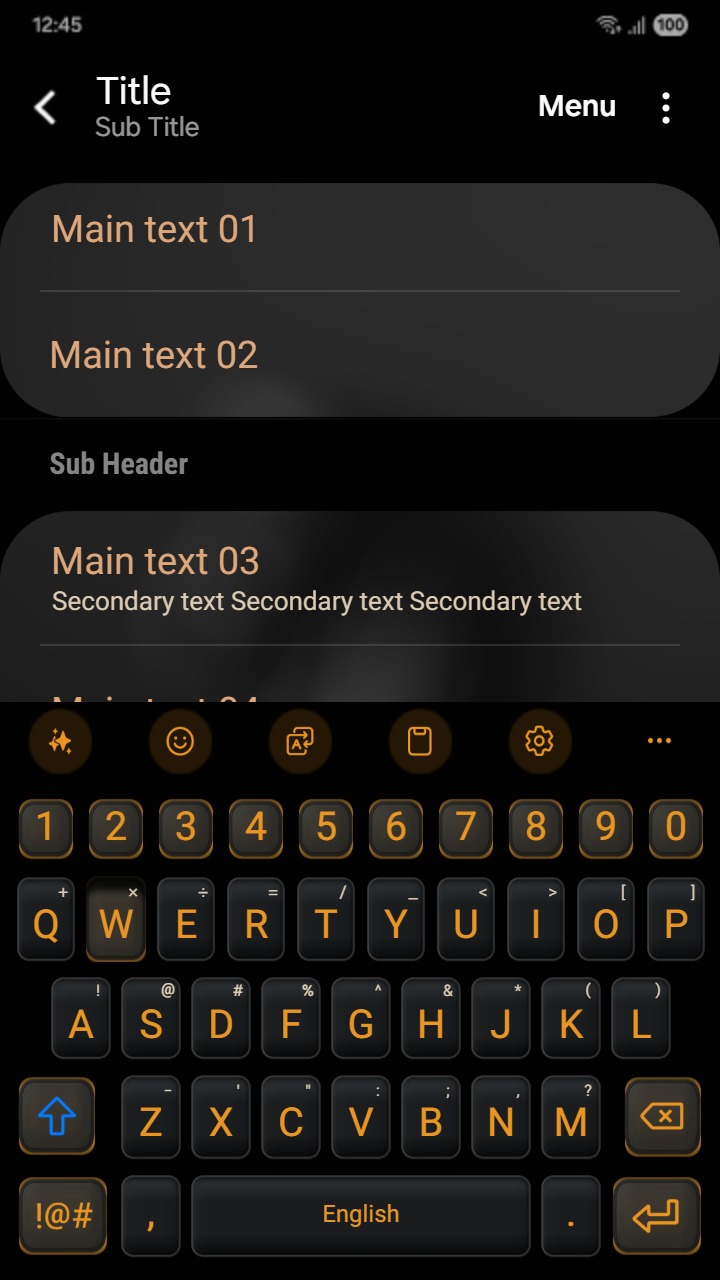 12:45
100
Title
Sub Title
Menu
Main text 01
Main text 02
Sub Header
Main text 03
Secondary text Secondary text Secondary text
1 2 3 4 5 6 7 8 9 0
+ × ÷ = / _ < > [ ]
Q W E R T Y U I O P
! @ # % ^ & * ( )
A S D F G H J K L
- ' " : ; , ?
Z X C V B N M
!@# , English .